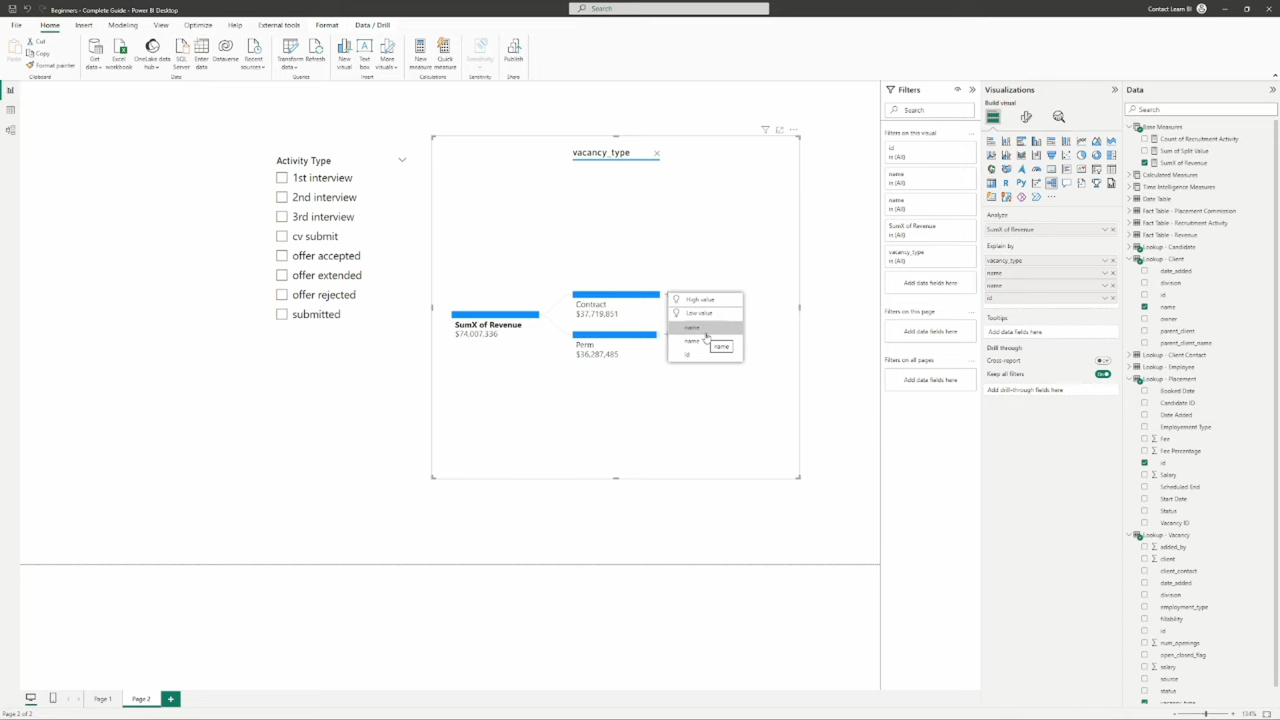 Beginners - Complete Guide - Power BI Desktop
Search
Contact Learn BI
File Home Insert Modeling View Optimize Help External tools Format Data / Drill
Paste
Cut
Copy
Format painter
Clipboard
Get data
Excel workbook
OneLake data hub
SQL Server
Enter data
Dataverse
Recent sources
Data
Transform data
Refresh
Queries
New visual
Text box
More visuals
Insert
New measure
Quick measure
Calculations
Sensitivity
Sensitivity
Publish
Share
Activity Type
1st interview
2nd interview
3rd interview
cv submit
offer accepted
offer extended
offer rejected
submitted
vacancy_type
SumX of Revenue
$74,007,336
Contract
$37,719,851
Perm
$36,287,485
High value
Low value
name
name
id
name
Filters
Search
Filters on this visual
id
is (All)
name
is (All)
name
is (All)
SumX of Revenue
is (All)
vacancy_type
is (All)
Add data fields here
Filters on this page
Add data fields here
Filters on all pages
Add data fields here
Visualizations
Build visual
Analyze
SumX of Revenue
Explain by
vacancy_type
name
name
id
Tooltips
Add data fields here
Drill through
Cross-report
Keep all filters
Add drill-through fields here
Data
Search
Base Measures
Count of Recruitment Activity
Sum of Split Value
SumX of Revenue
Calculated Measures
Time Intelligence Measures
Date Table
Fact Table - Placement Commission
Fact Table - Recruitment Activity
Fact Table - Revenue
Lookup - Candidate
Lookup - Client
date_added
division
id
name
owner
parent_client
parent_client_name
Lookup - Client Contact
Lookup - Employee
Lookup - Placement
Booked Date
Candidate ID
Date Added
Employement Type
Fee
Fee Percentage
id
Salary
Scheduled End
Start Date
Status
Vacancy ID
Lookup - Vacancy
added_by
client
client_contact
date_added
division
employment_type
fillability
id
num_openings
open_closed_flag
salary
source
status
vacancy_type
Page 1
Page 2
Page 2 of 2
134%